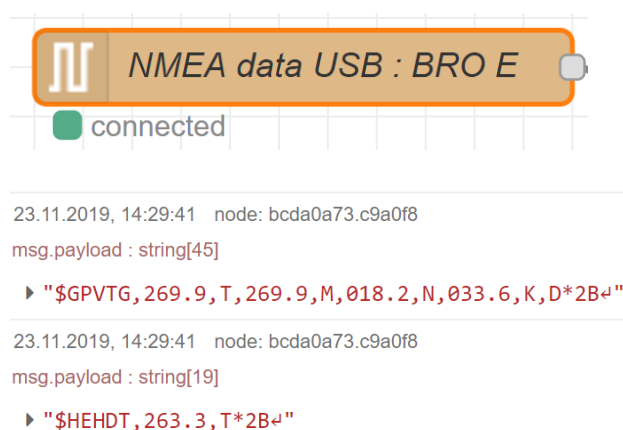 NMEA data USB : BRO E
connected
23.11.2019, 14:29:41 node: bcda0a73.c9a0f8
msg.payload : string[45]
"$GPVTG,269.9,T,269.9,M,018.2,N,033.6,K,D*2B↵"
23.11.2019, 14:29:41 node: bcda0a73.c9a0f8
msg.payload : string[19]
"$HEHDT,263.3,T*2B↵"